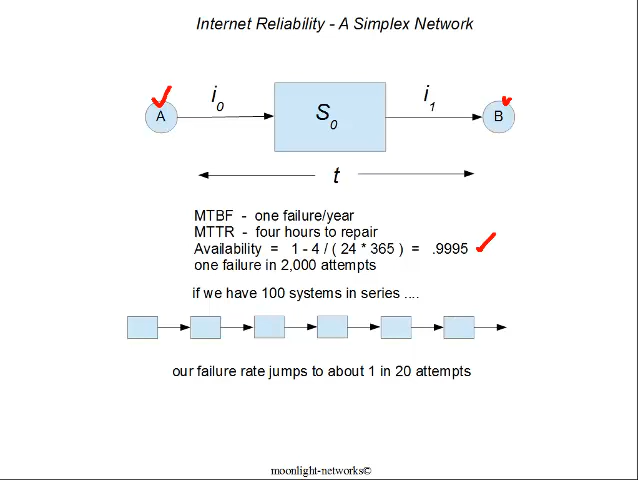 Internet Reliability - A Simplex Network
A
i0
S0
i1
B
t
MTBF - one failure/year
MTTR - four hours to repair
Availability = 1 - 4 / ( 24 * 365 ) = .9995
one failure in 2,000 attempts
if we have 100 systems in series ....
our failure rate jumps to about 1 in 20 attempts
moonlight-networks©